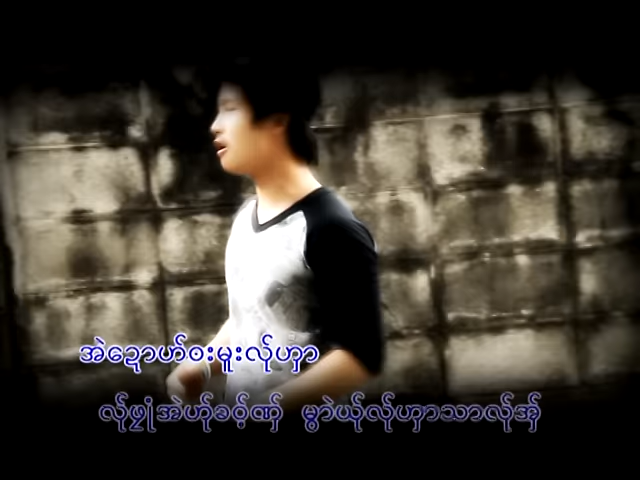 အဲဍောဟ်ဝးမူးလ်ုဟှာ
လ်ုဖၠုံအဲဟ်ုခဝ့်ဏှ် မွာဲယ်ုလ်ုဟှာသာလ်ုအှ်